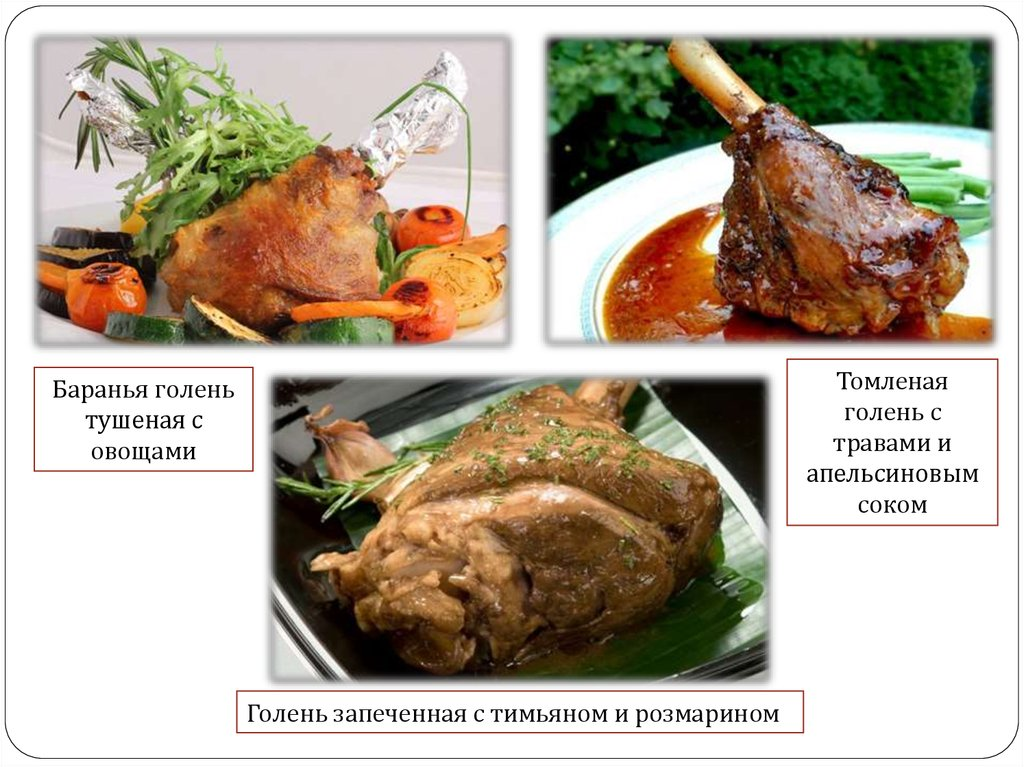 Баранья голень
тушеная с
овощами
Томленая
голень с
травами и
апельсиновым
соком
Голень запеченная с тимьяном и розмарином